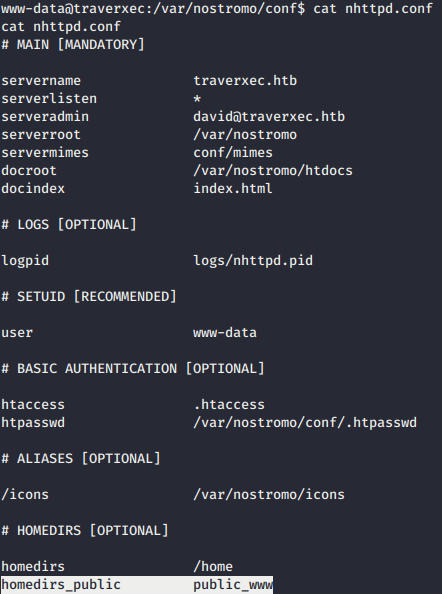 www-data@traverxec:/var/nostromo/conf$ cat nhttpd.conf
cat nhttpd.conf
# MAIN [MANDATORY]
servername traverxec.htb
serverlisten *
serveradmin david@traverxec.htb
serverroot /var/nostromo
servermimes conf/mimes
docroot /var/nostromo/htdocs
docindex index.html
# LOGS [OPTIONAL]
logpid logs/nhttpd.pid
# SETUID [RECOMMENDED]
user www-data
# BASIC AUTHENTICATION [OPTIONAL]
htaccess .htaccess
htpasswd /var/nostromo/conf/.htpasswd
# ALIASES [OPTIONAL]
/icons /var/nostromo/icons
# HOMEDIRS [OPTIONAL]
homedirs /home
homedirs_public public_www